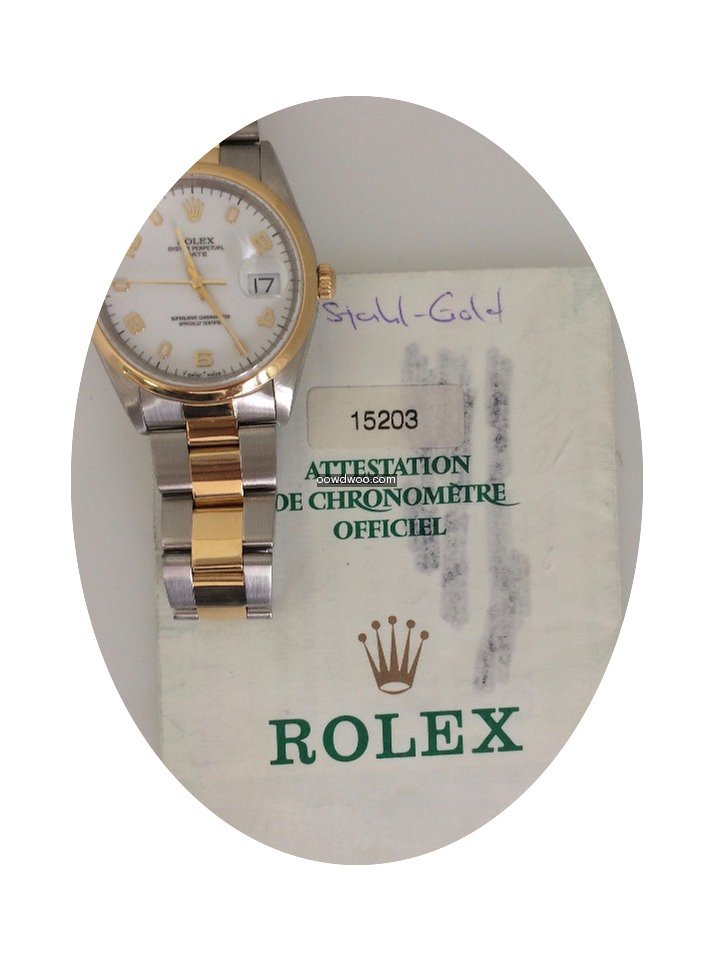 ROLEX
OYSTER PERPETUAL
DATE
17
SUPERLATIVE CHRONOMETER
OFFICIALLY CERTIFIED
Stahl-Gold
15203
ATTESTATION
oowdwoo.com
DE CHRONOMETRE
OFFICIEL
ROLEX